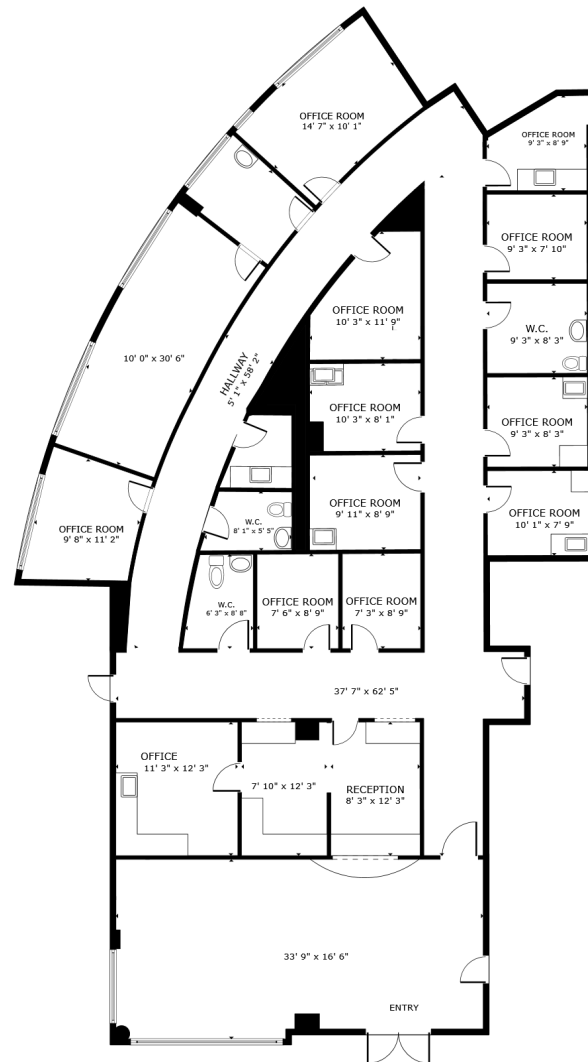 OFFICE ROOM
14' 7" x 10' 1"
OFFICE ROOM
9' 3" x 8' 9"
OFFICE ROOM
9' 3" x 7' 10"
OFFICE ROOM
10' 3" x 11' 9"
W.C.
9' 3" x 8' 3"
10' 0" x 30' 6"
HALLWAY
5' 1" x 58' 2"
OFFICE ROOM
10' 3" x 8' 1"
OFFICE ROOM
9' 3" x 8' 3"
OFFICE ROOM
9' 11" x 8' 9"
OFFICE ROOM
10' 1" x 7' 9"
OFFICE ROOM
9' 8" x 11' 2"
W.C.
8' 1" x 5' 5"
W.C.
6' 3" x 8' 8"
OFFICE ROOM
7' 6" x 8' 9"
OFFICE ROOM
7' 3" x 8' 9"
37' 7" x 62' 5"
OFFICE
11' 3" x 12' 3"
7' 10" x 12' 3"
RECEPTION
8' 3" x 12' 3"
33' 9" x 16' 6"
ENTRY